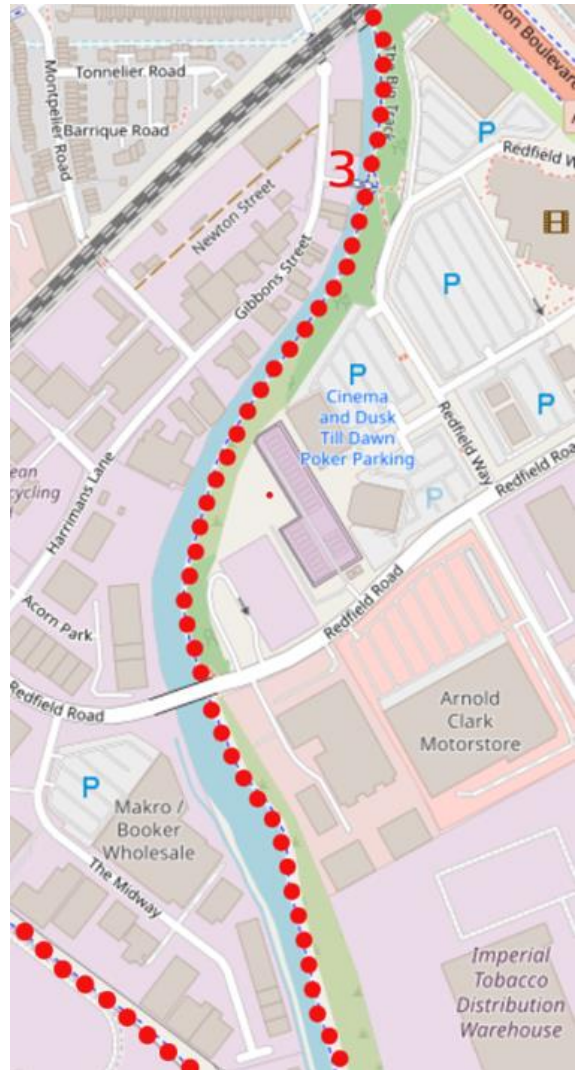 Tonnelier Road
Montpelier Road
Barrique Road
The Big Track
P
Redfield W
3
Newton Street
Gibbons Street
P
P
P
Cinema
and Dusk
Till Dawn
Poker Parking
Redfield Way
P
Redfield Roa
Harrimans Lane
Acorn Park
Redfield Road
Redfield Road
Arnold
Clark
Motorstore
P
Makro /
Booker
Wholesale
The Midway
Imperial
Tobacco
Distribution
Warehouse